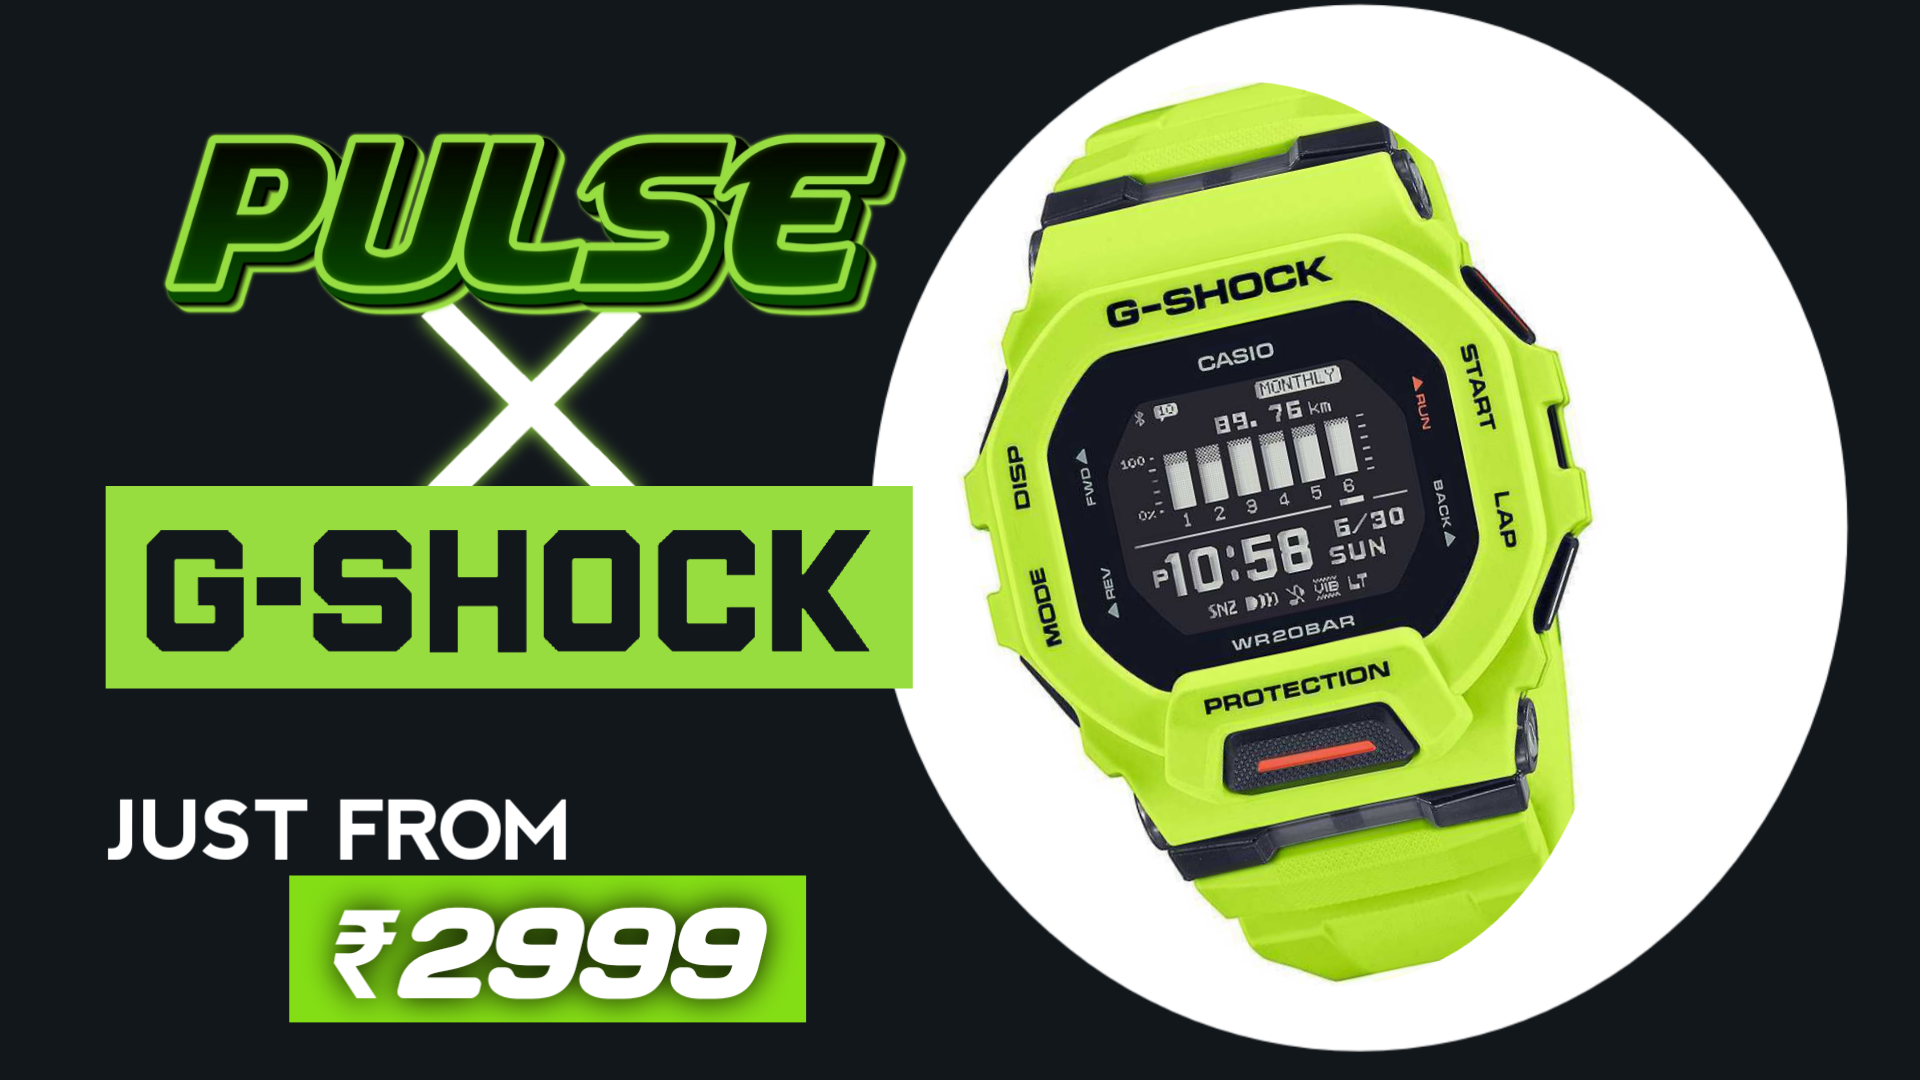 PULSE
×
G-SHOCK
JUST FROM
₹2999
G-SHOCK
CASIO
MONTHLY
10
89.76 km
100
0%
1 2 3 4 5 6
6/30
P10:58 SUN
SNZ VIB LT
WR20BAR
PROTECTION
DISP
FWD
MODE
REV
START
RUN
LAP
BACK